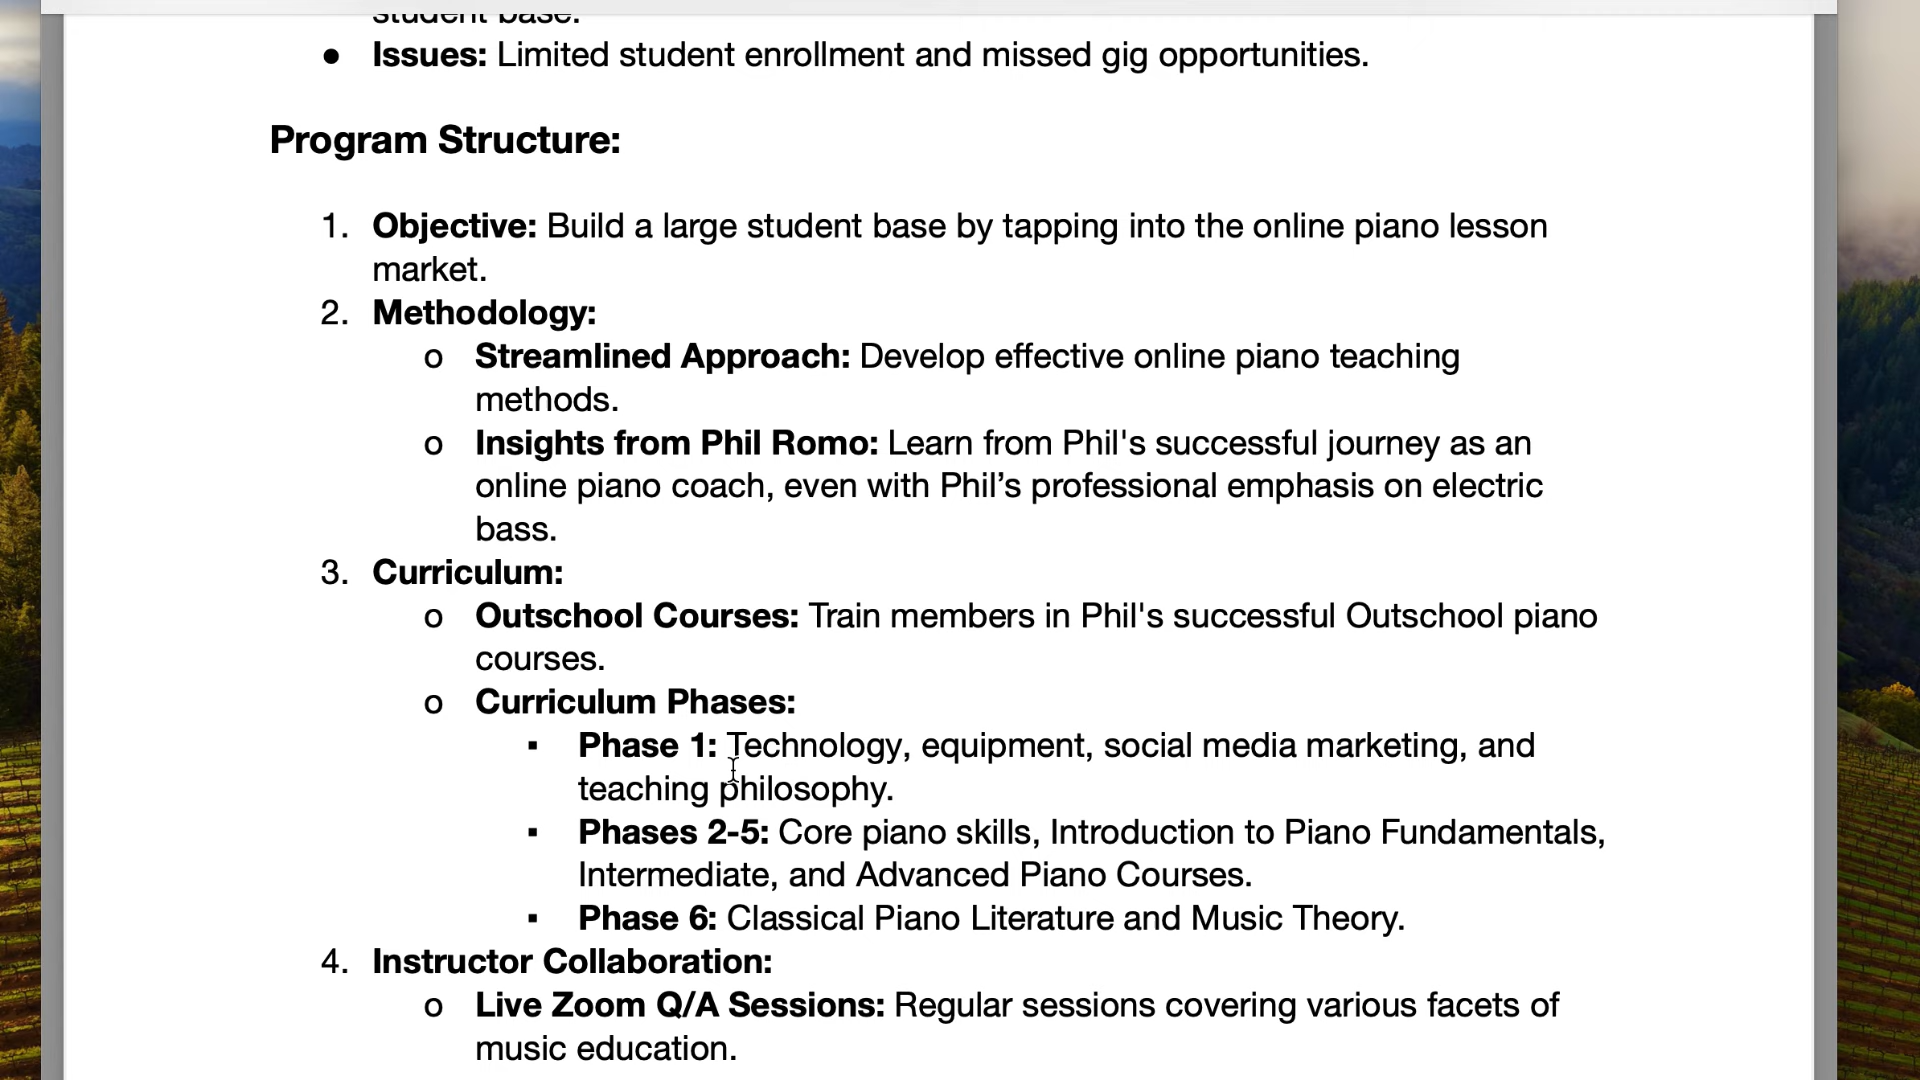 student base.
● Issues: Limited student enrollment and missed gig opportunities.
Program Structure:
1. Objective: Build a large student base by tapping into the online piano lesson
market.
2. Methodology:
o Streamlined Approach: Develop effective online piano teaching
methods.
o Insights from Phil Romo: Learn from Phil's successful journey as an
online piano coach, even with Phil’s professional emphasis on electric
bass.
3. Curriculum:
o Outschool Courses: Train members in Phil's successful Outschool piano
courses.
o Curriculum Phases:
▪ Phase 1: Technology, equipment, social media marketing, and
teaching philosophy.
▪ Phases 2-5: Core piano skills, Introduction to Piano Fundamentals,
Intermediate, and Advanced Piano Courses.
▪ Phase 6: Classical Piano Literature and Music Theory.
4. Instructor Collaboration:
o Live Zoom Q/A Sessions: Regular sessions covering various facets of
music education.